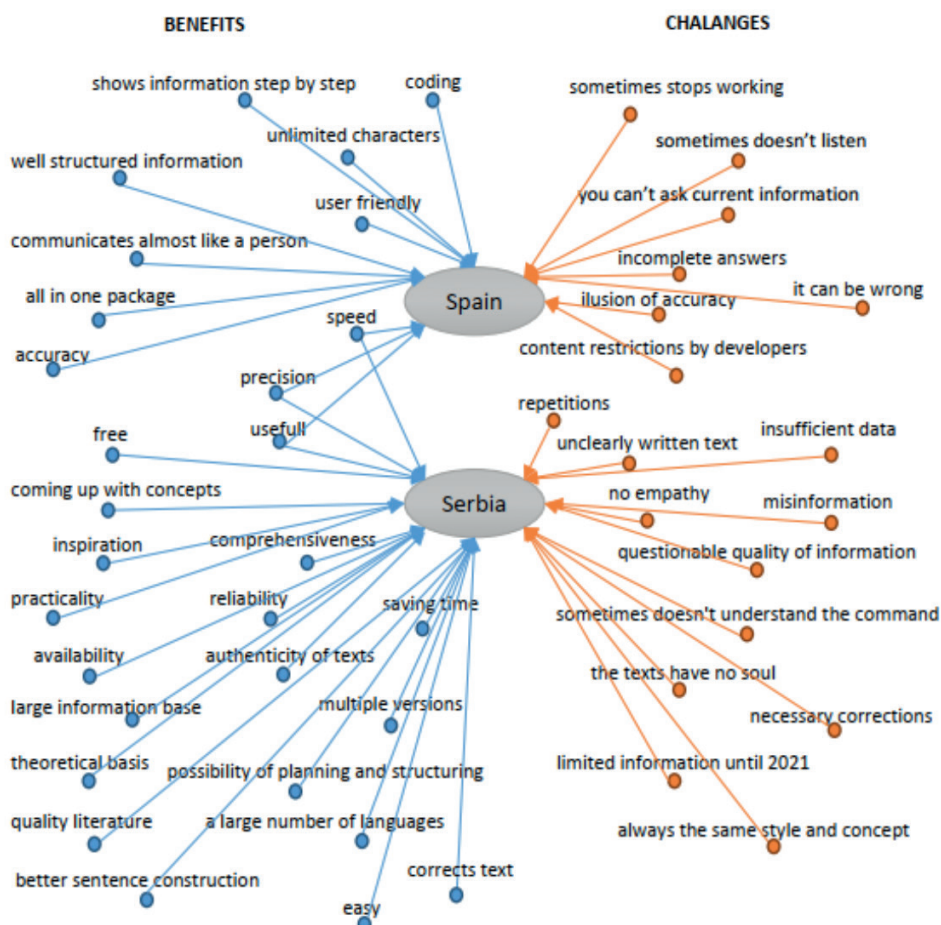 BENEFITS
CHALANGES
shows information step by step
coding
sometimes stops working
unlimited characters
sometimes doesn't listen
well structured information
user friendly
you can't ask current information
communicates almost like a person
incomplete answers
all in one package
Spain
ilusion of accuracy
it can be wrong
speed
accuracy
content restrictions by developers
precision
repetitions
free
usefull
unclearly written text
insufficient data
coming up with concepts
Serbia
no empathy
misinformation
inspiration
comprehensiveness
questionable quality of information
practicality
reliability
saving time
sometimes doesn't understand the command
availability
authenticity of texts
the texts have no soul
large information base
multiple versions
necessary corrections
theoretical basis
possibility of planning and structuring
limited information until 2021
quality literature
a large number of languages
always the same style and concept
better sentence construction
corrects text
easy